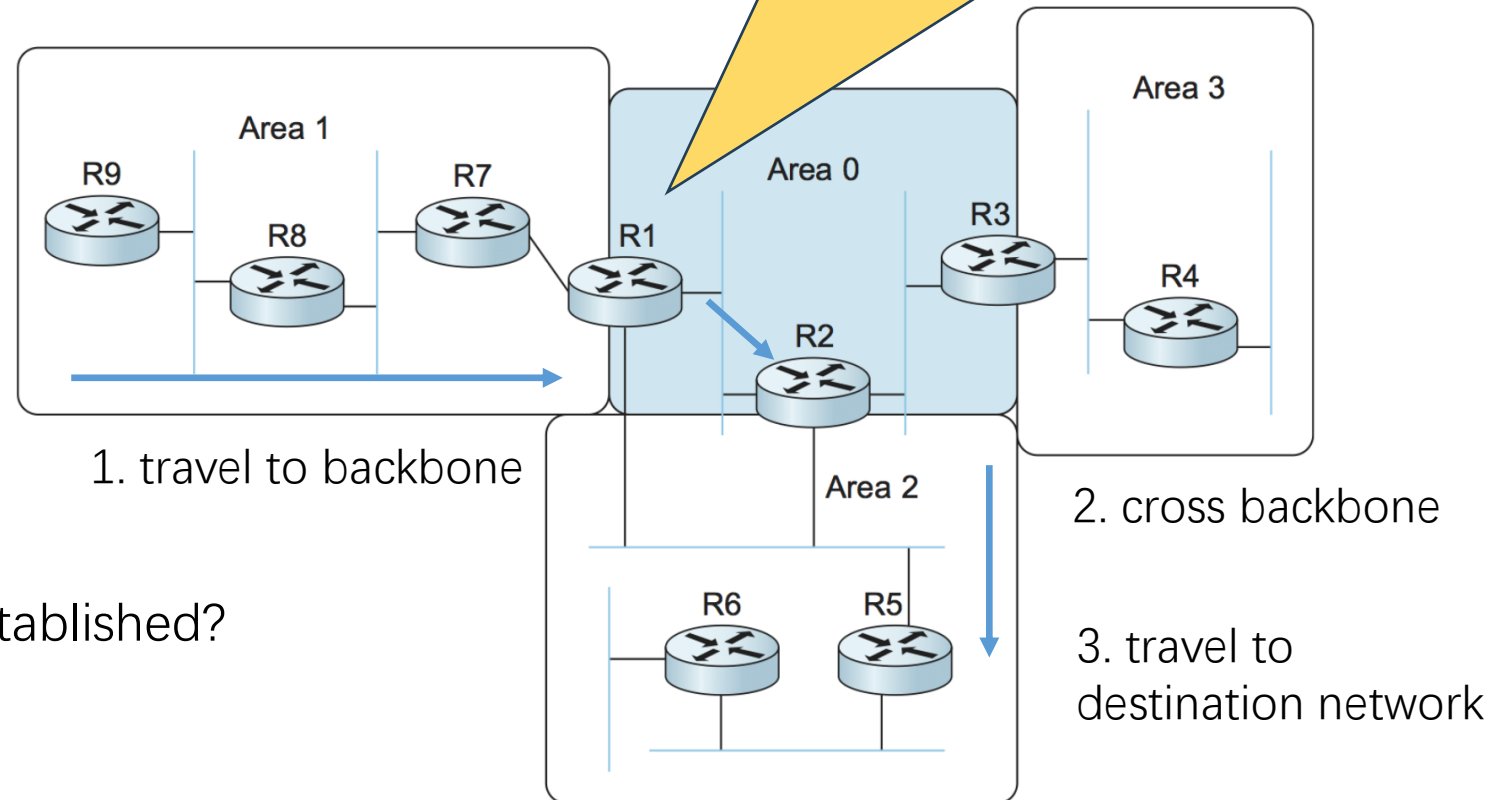 Area 3
Area 1
Area 0
R9
R7
R8
R1
R3
R4
R2
1. travel to backbone
Area 2
2. cross backbone
tablished?
R6
R5
3. travel to
destination network